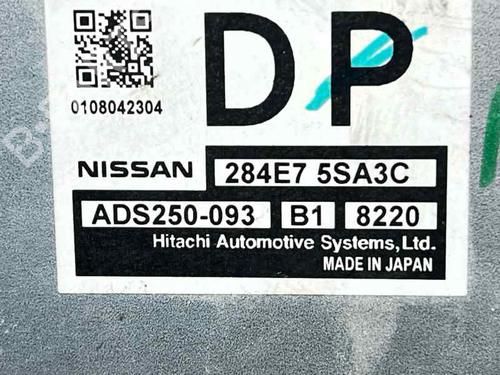 DP
0108042304
NISSAN 284E7 5SA3C
ADS250-093 B1 8220
Hitachi Automotive Systems,Ltd.
MADE IN JAPAN